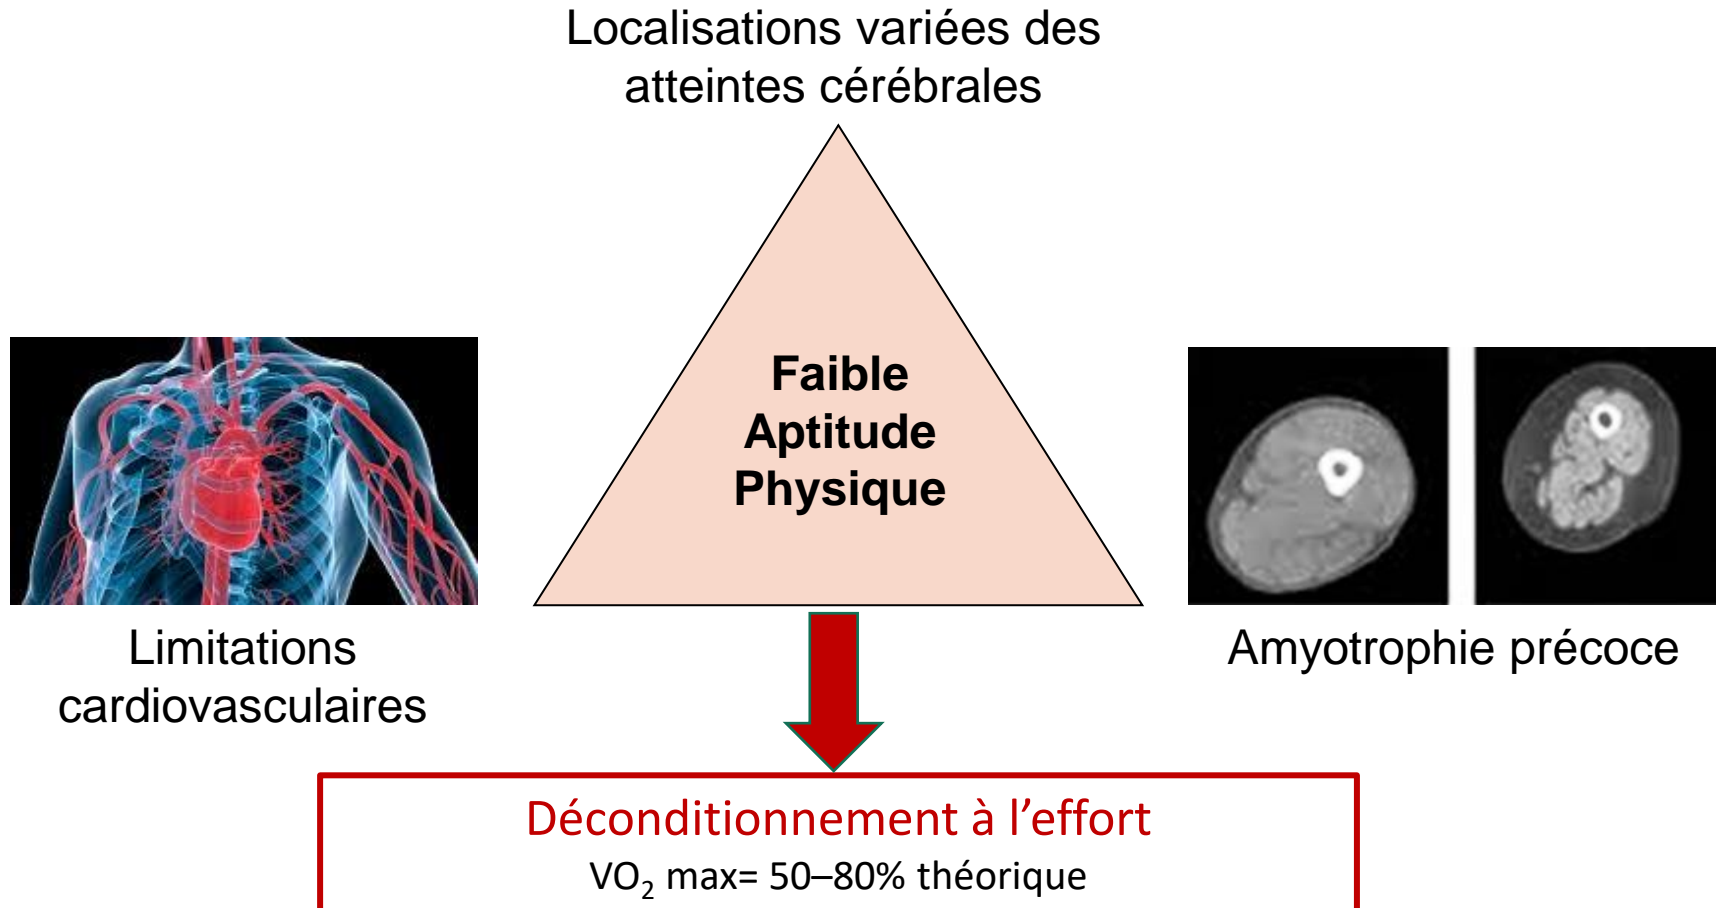 Localisations variées des
atteintes cérébrales
Faible
Aptitude
Physique
Limitations
cardiovasculaires
Amyotrophie précoce
Déconditionnement à l’effort
VO₂ max= 50–80% théorique